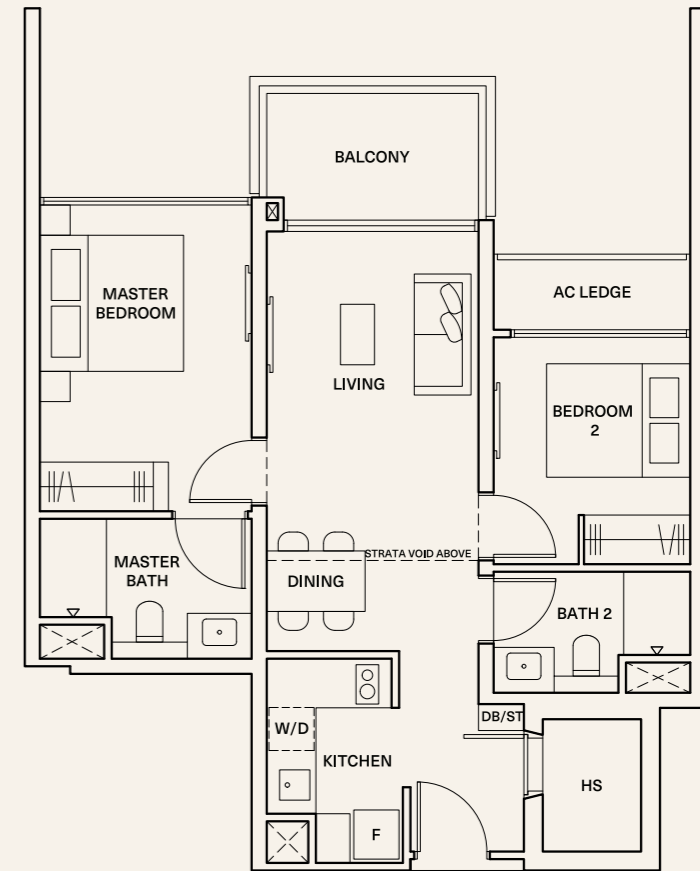 BALCONY
MASTER
BEDROOM
AC LEDGE
LIVING
BEDROOM
2
STRATA VOID ABOVE
MASTER
BATH
DINING
BATH 2
DB/ST
W/D
KITCHEN
HS
F